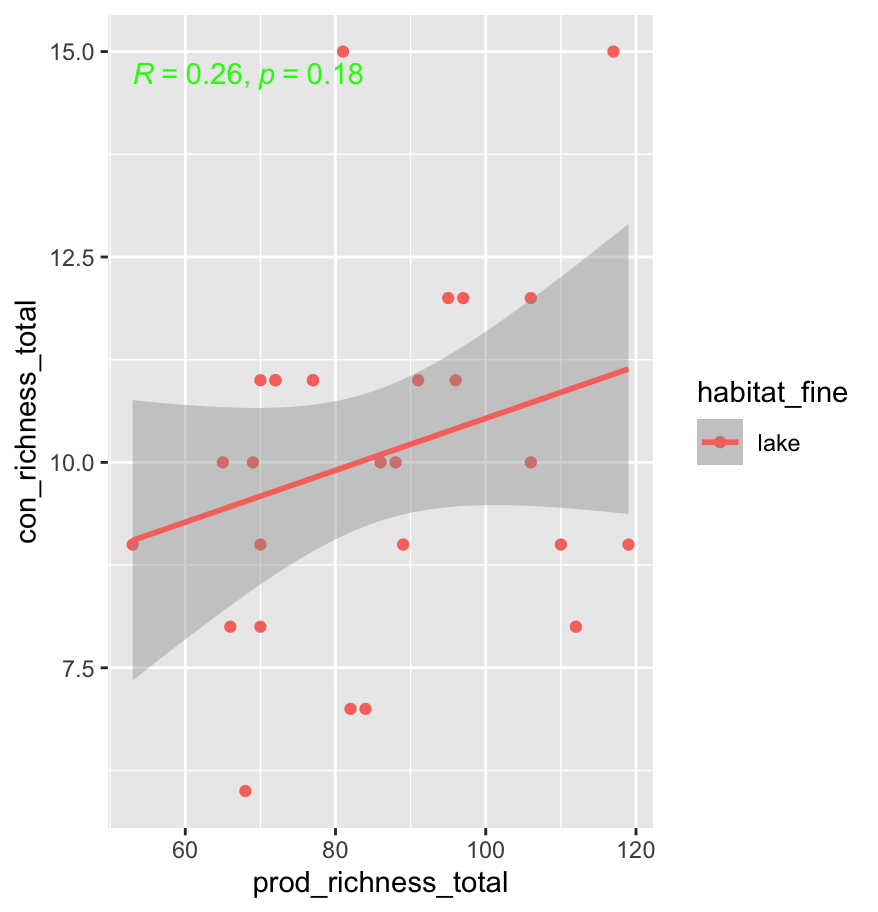 15.0
R = 0.26, p = 0.18
12.5
10.0
7.5
con_richness_total
60 80 100 120
prod_richness_total
habitat_fine
lake